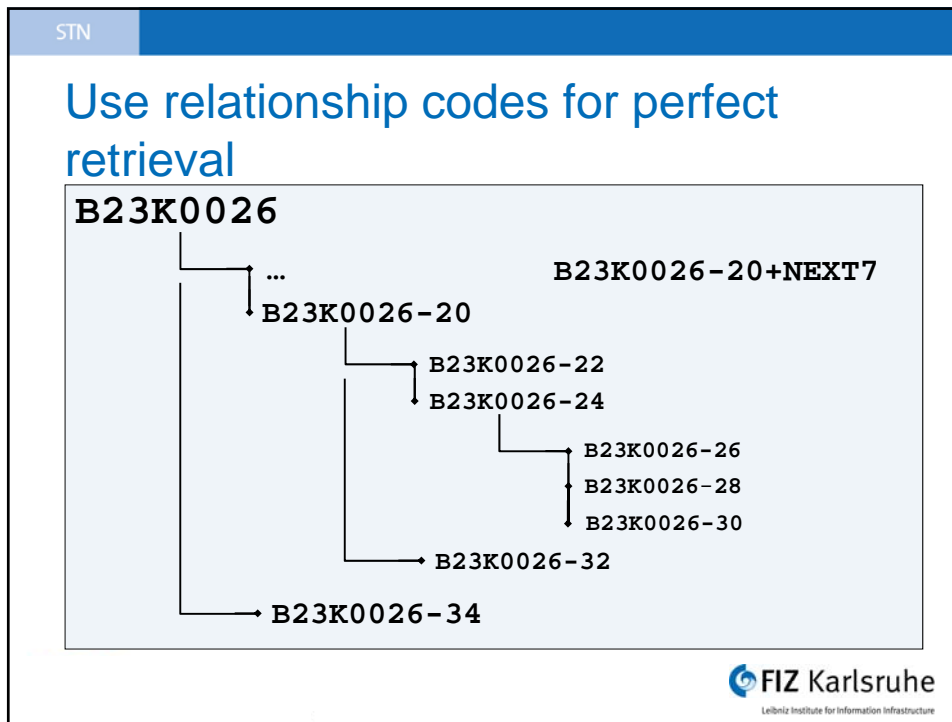 STN
Use relationship codes for perfect
retrieval
B23K0026
...
B23K0026-20+NEXT7
B23K0026-20
B23K0026-22
B23K0026-24
B23K0026-26
B23K0026-28
B23K0026-30
B23K0026-32
B23K0026-34
FIZ Karlsruhe
Leibniz Institute for Information Infrastructure